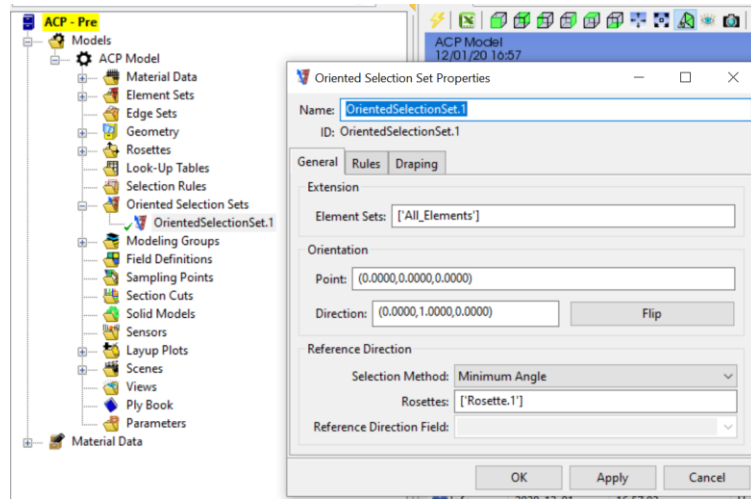 ACP - Pre
Models
ACP Model
Material Data
Element Sets
Edge Sets
Geometry
Rosettes
Look-Up Tables
Selection Rules
Oriented Selection Sets
OrientedSelectionSet.1
Modeling Groups
Field Definitions
Sampling Points
Section Cuts
Solid Models
Sensors
Layup Plots
Scenes
Views
Ply Book
Parameters
Material Data
ACP Model
12/01/20 16:57
Oriented Selection Set Properties
Name: OrientedSelectionSet.1
ID: OrientedSelectionSet.1
General Rules Draping
Extension
Element Sets: ['All_Elements']
Orientation
Point: (0.0000,0.0000,0.0000)
Direction: (0.0000,1.0000,0.0000) Flip
Reference Direction
Selection Method: Minimum Angle
Rosettes: ['Rosette.1']
Reference Direction Field:
OK Apply Cancel